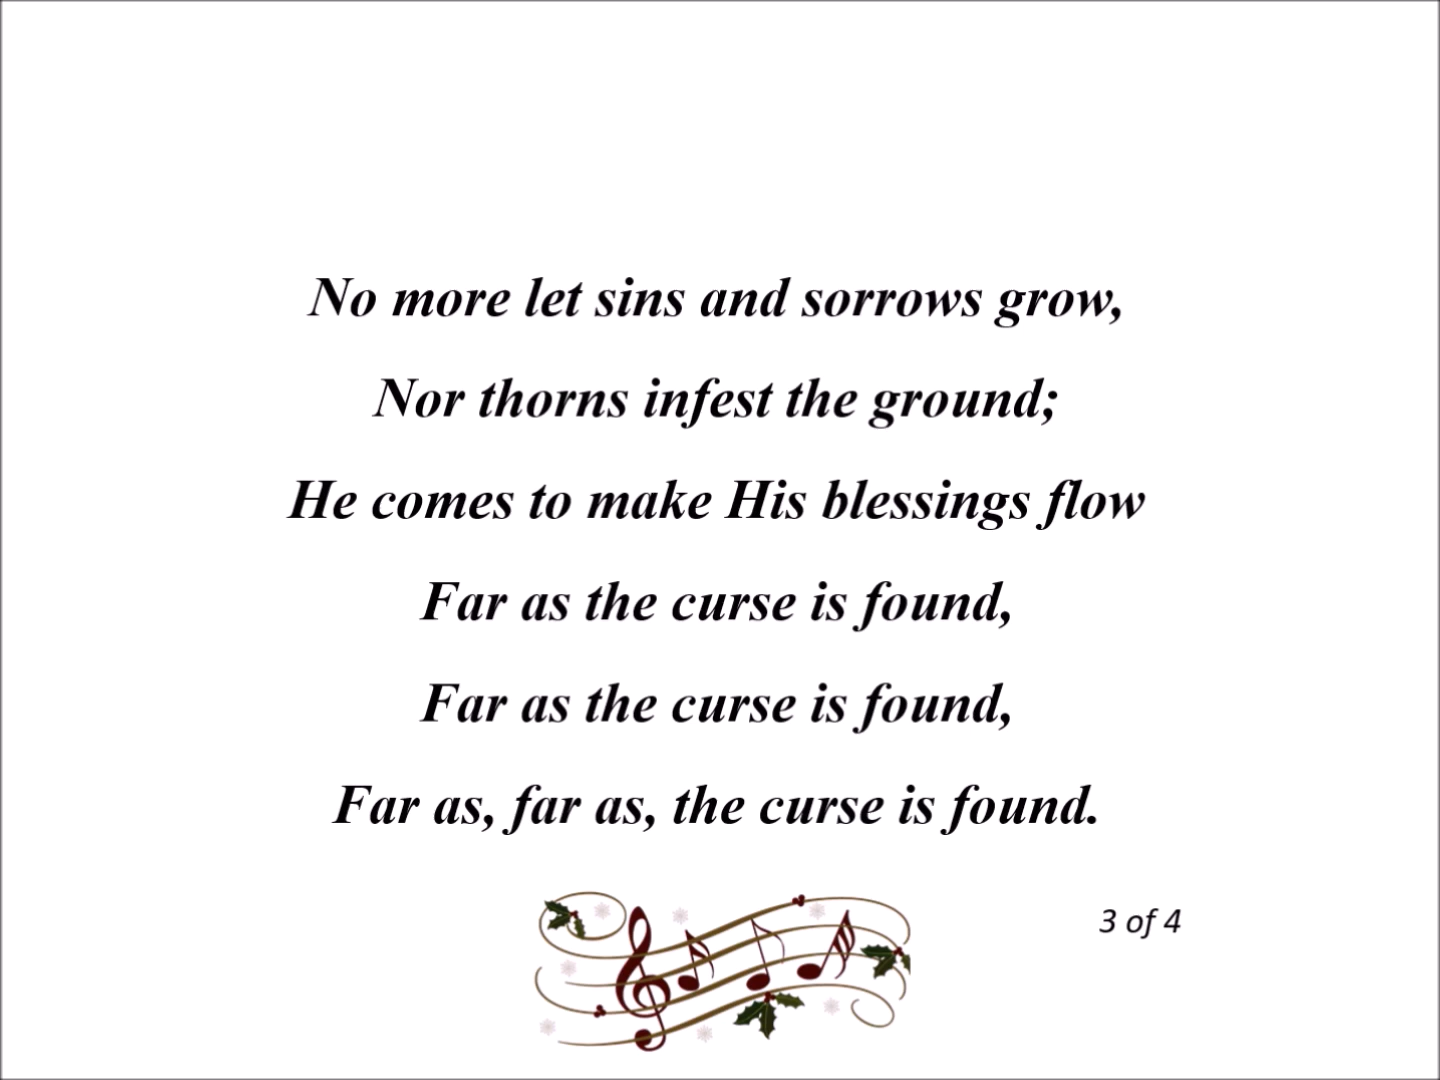 No more let sins and sorrows grow,
Nor thorns infest the ground;
He comes to make His blessings flow
Far as the curse is found,
Far as the curse is found,
Far as, far as, the curse is found.
3 of 4